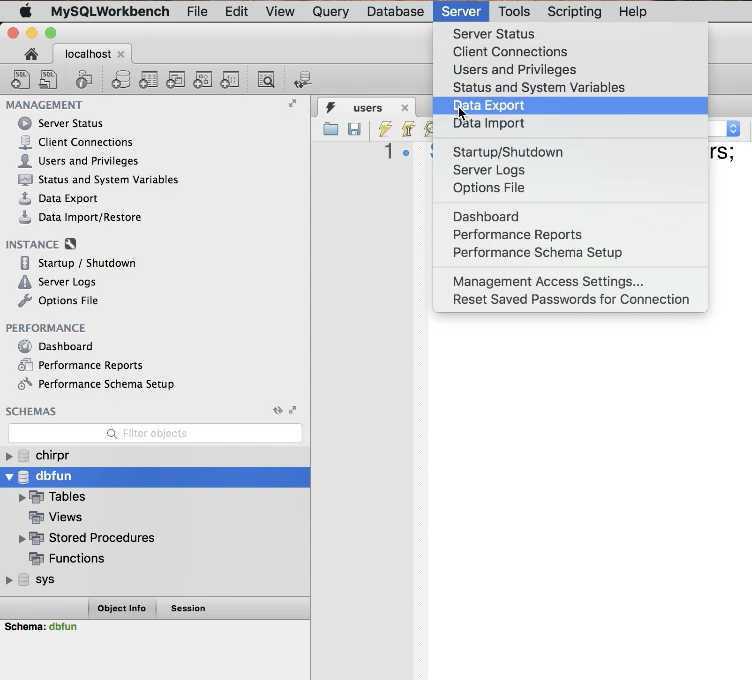 MySQLWorkbench File Edit View Query Database Server Tools Scripting Help
localhost
SQL SQL
MANAGEMENT
Server Status
Client Connections
Users and Privileges
Status and System Variables
Data Export
Data Import/Restore
INSTANCE
Startup / Shutdown
Server Logs
Options File
PERFORMANCE
Dashboard
Performance Reports
Performance Schema Setup
SCHEMAS
Filter objects
chirpr
dbfun
Tables
Views
Stored Procedures
Functions
sys
Object Info Session
Schema: dbfun
users
1 rs;
Server Status
Client Connections
Users and Privileges
Status and System Variables
Data Export
Data Import
Startup/Shutdown
Server Logs
Options File
Dashboard
Performance Reports
Performance Schema Setup
Management Access Settings...
Reset Saved Passwords for Connection